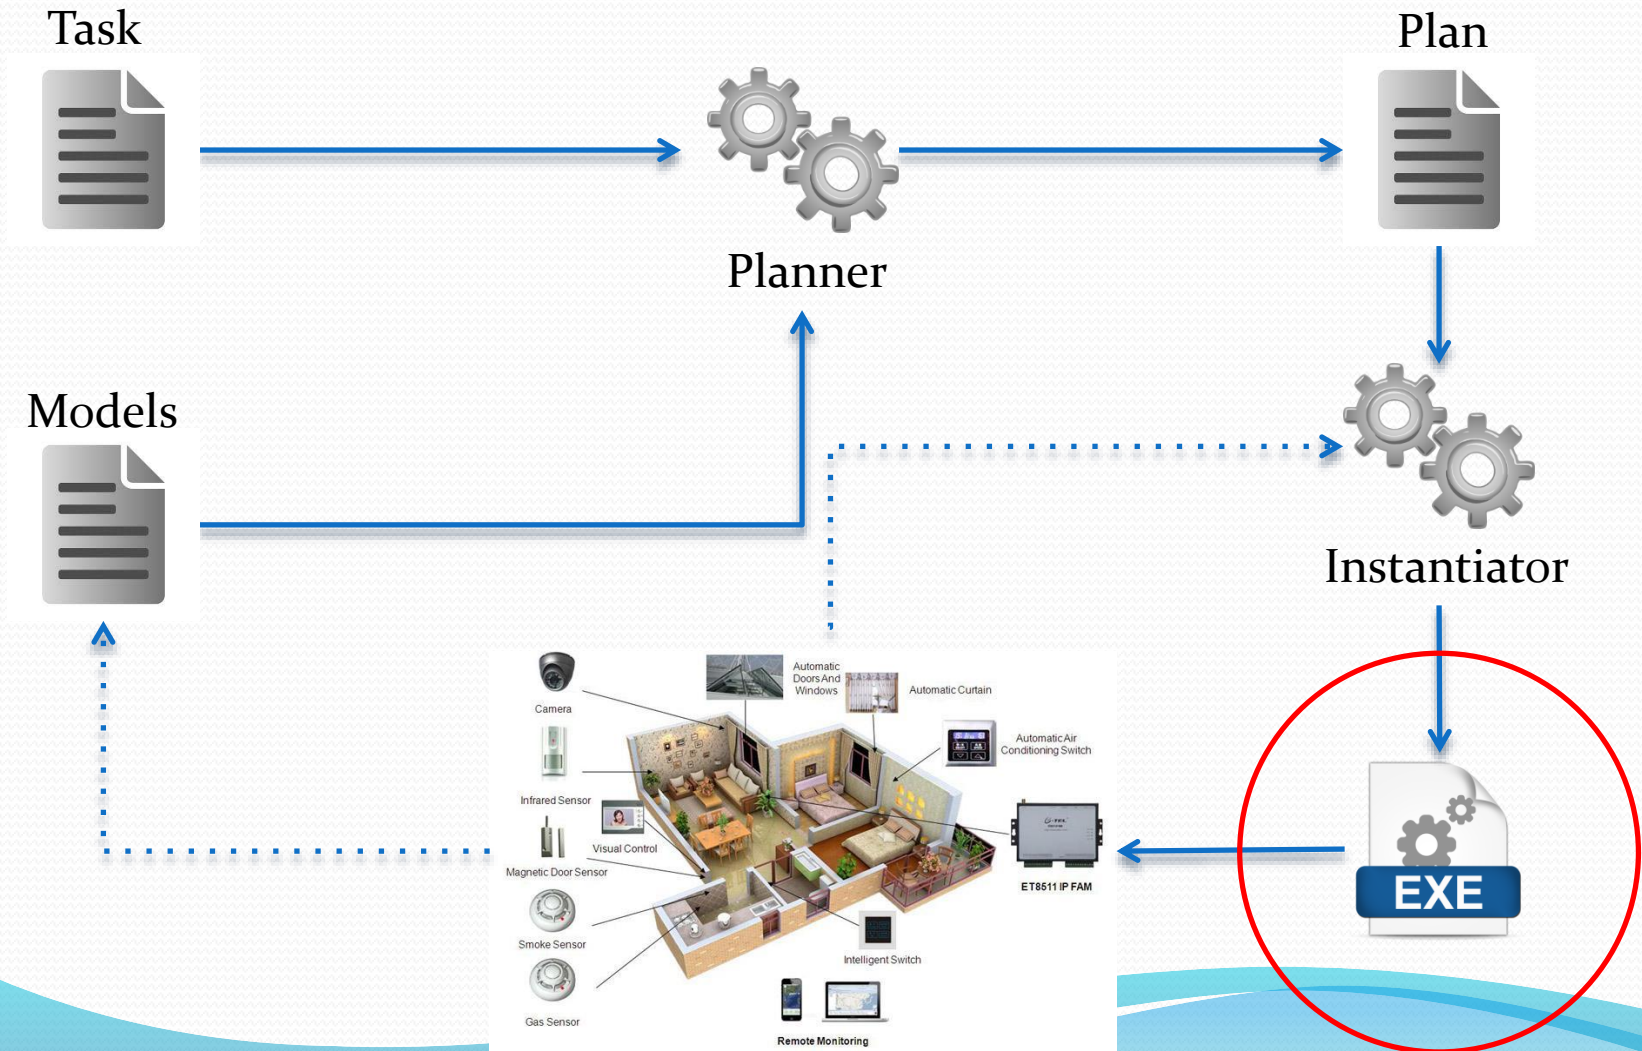 Task
Plan
Planner
Models
Instantiator
Automatic
Doors And
Windows
Automatic Curtain
Camera
Automatic Air
Conditioning Switch
Infrared Sensor
Visual Control
Magnetic Door Sensor
ET8511 IP FAM
EXE
Smoke Sensor
Intelligent Switch
Gas Sensor
Remote Monitoring